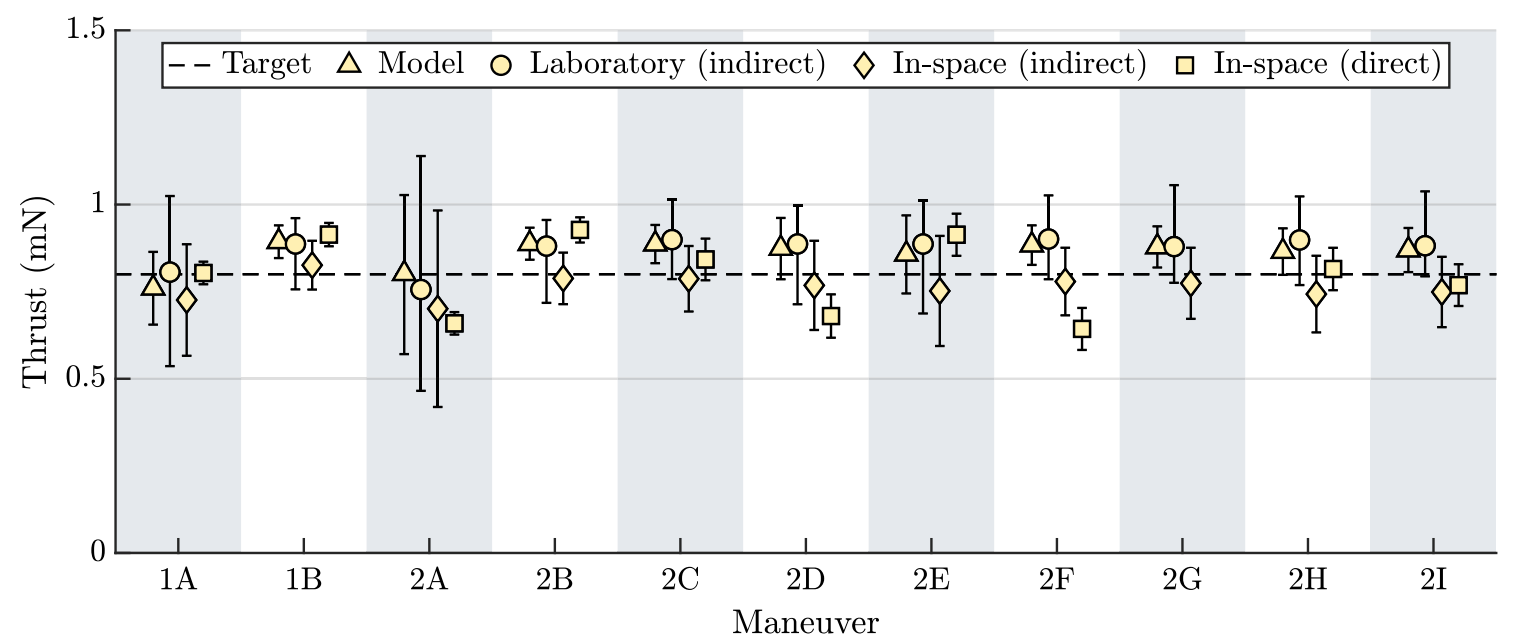 1.5
Target Model Laboratory (indirect) In-space (indirect) In-space (direct)
1
Thrust (mN)
0.5
0
1A 1B 2A 2B 2C 2D 2E 2F 2G 2H 2I
Maneuver